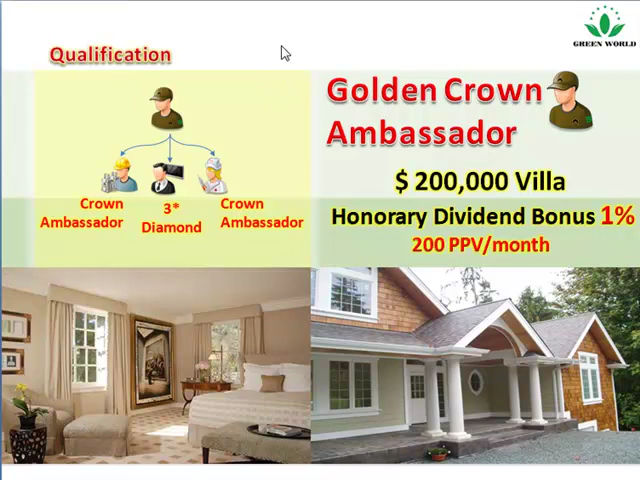 GREEN WORLD
Qualification
Golden Crown
Ambassador
$ 200,000 Villa
Honorary Dividend Bonus 1%
200 PPV/month
Crown
Ambassador
3*
Diamond
Crown
Ambassador